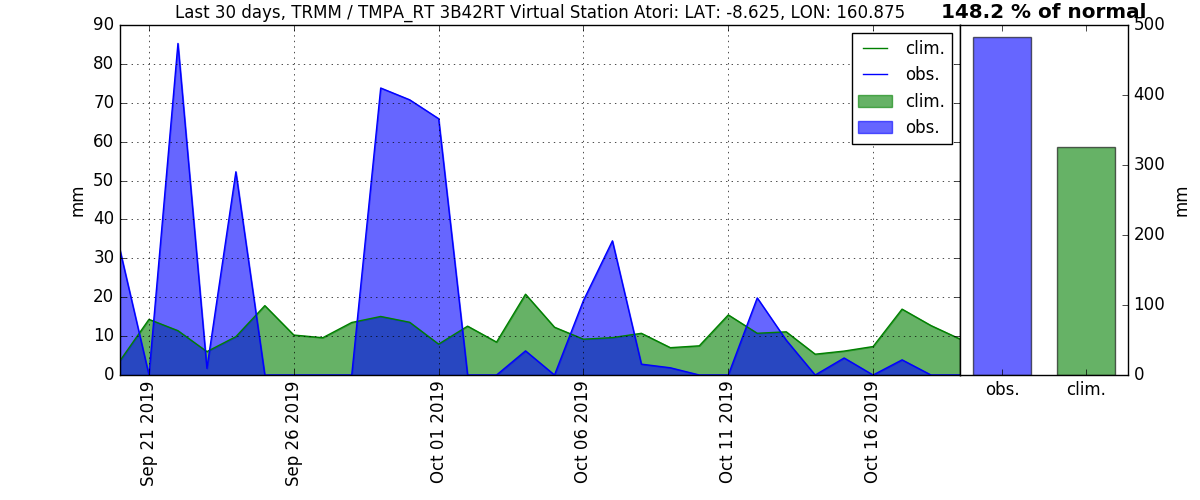 Last 30 days, TRMM / TMPA_RT 3B42RT Virtual Station Atori: LAT: -8.625, LON: 160.875
148.2 % of normal
90
80
70
60
50
40
30
20
10
0
mm
clim.
obs.
clim.
obs.
Sep 21 2019
Sep 26 2019
Oct 01 2019
Oct 06 2019
Oct 11 2019
Oct 16 2019
500
400
300
200
100
0
mm
obs.
clim.